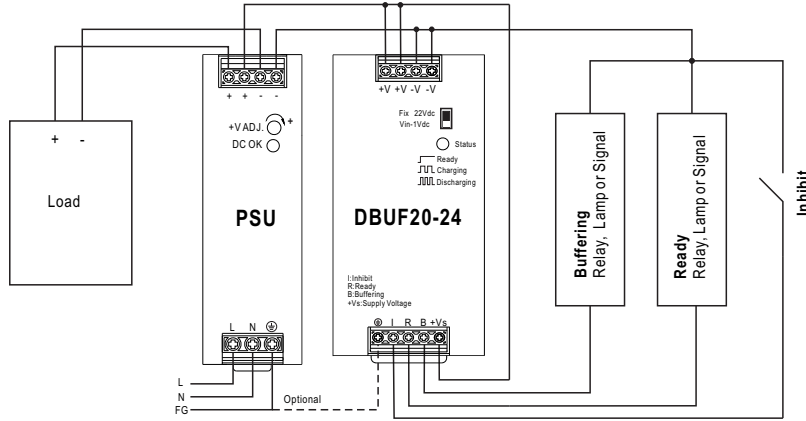 + + - -
+V +V -V -V
Fix 22Vdc
Vin-1Vdc
+V ADJ. +
DC OK
Status
Ready
Charging
Discharging
+ -
Load
PSU
DBUF20-24
Buffering
Relay, Lamp or Signal
Ready
Relay, Lamp or Signal
Inhibit
I:Inhibit
R:Ready
B:Buffering
+Vs:Supply Voltage
L N
I R B +Vs
L
N
FG
Optional